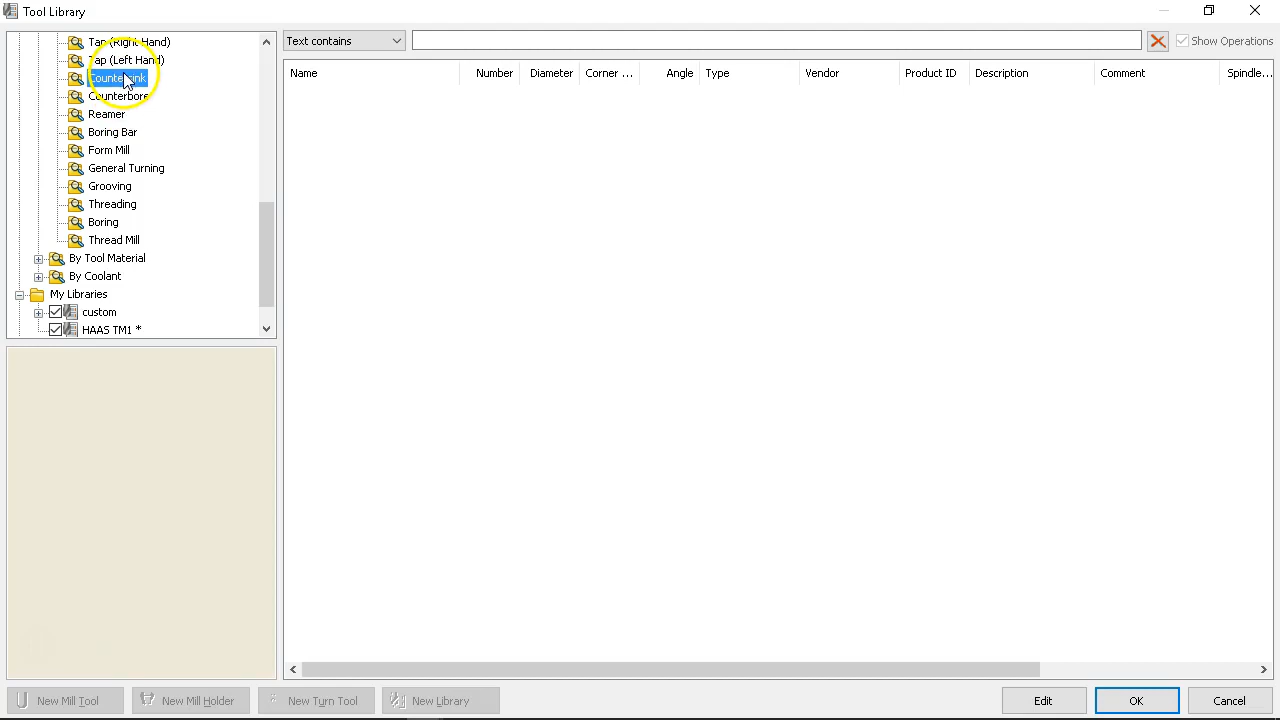 Tool Library
Tap (Right Hand)
Tap (Left Hand)
Countersink
Counterbore
Reamer
Boring Bar
Form Mill
General Turning
Grooving
Threading
Boring
Thread Mill
By Tool Material
By Coolant
My Libraries
custom
HAAS TM1 *
Text contains
Show Operations
Name Number Diameter Corner ... Angle Type Vendor Product ID Description Comment Spindle...
New Mill Tool New Mill Holder New Turn Tool New Library Edit OK Cancel